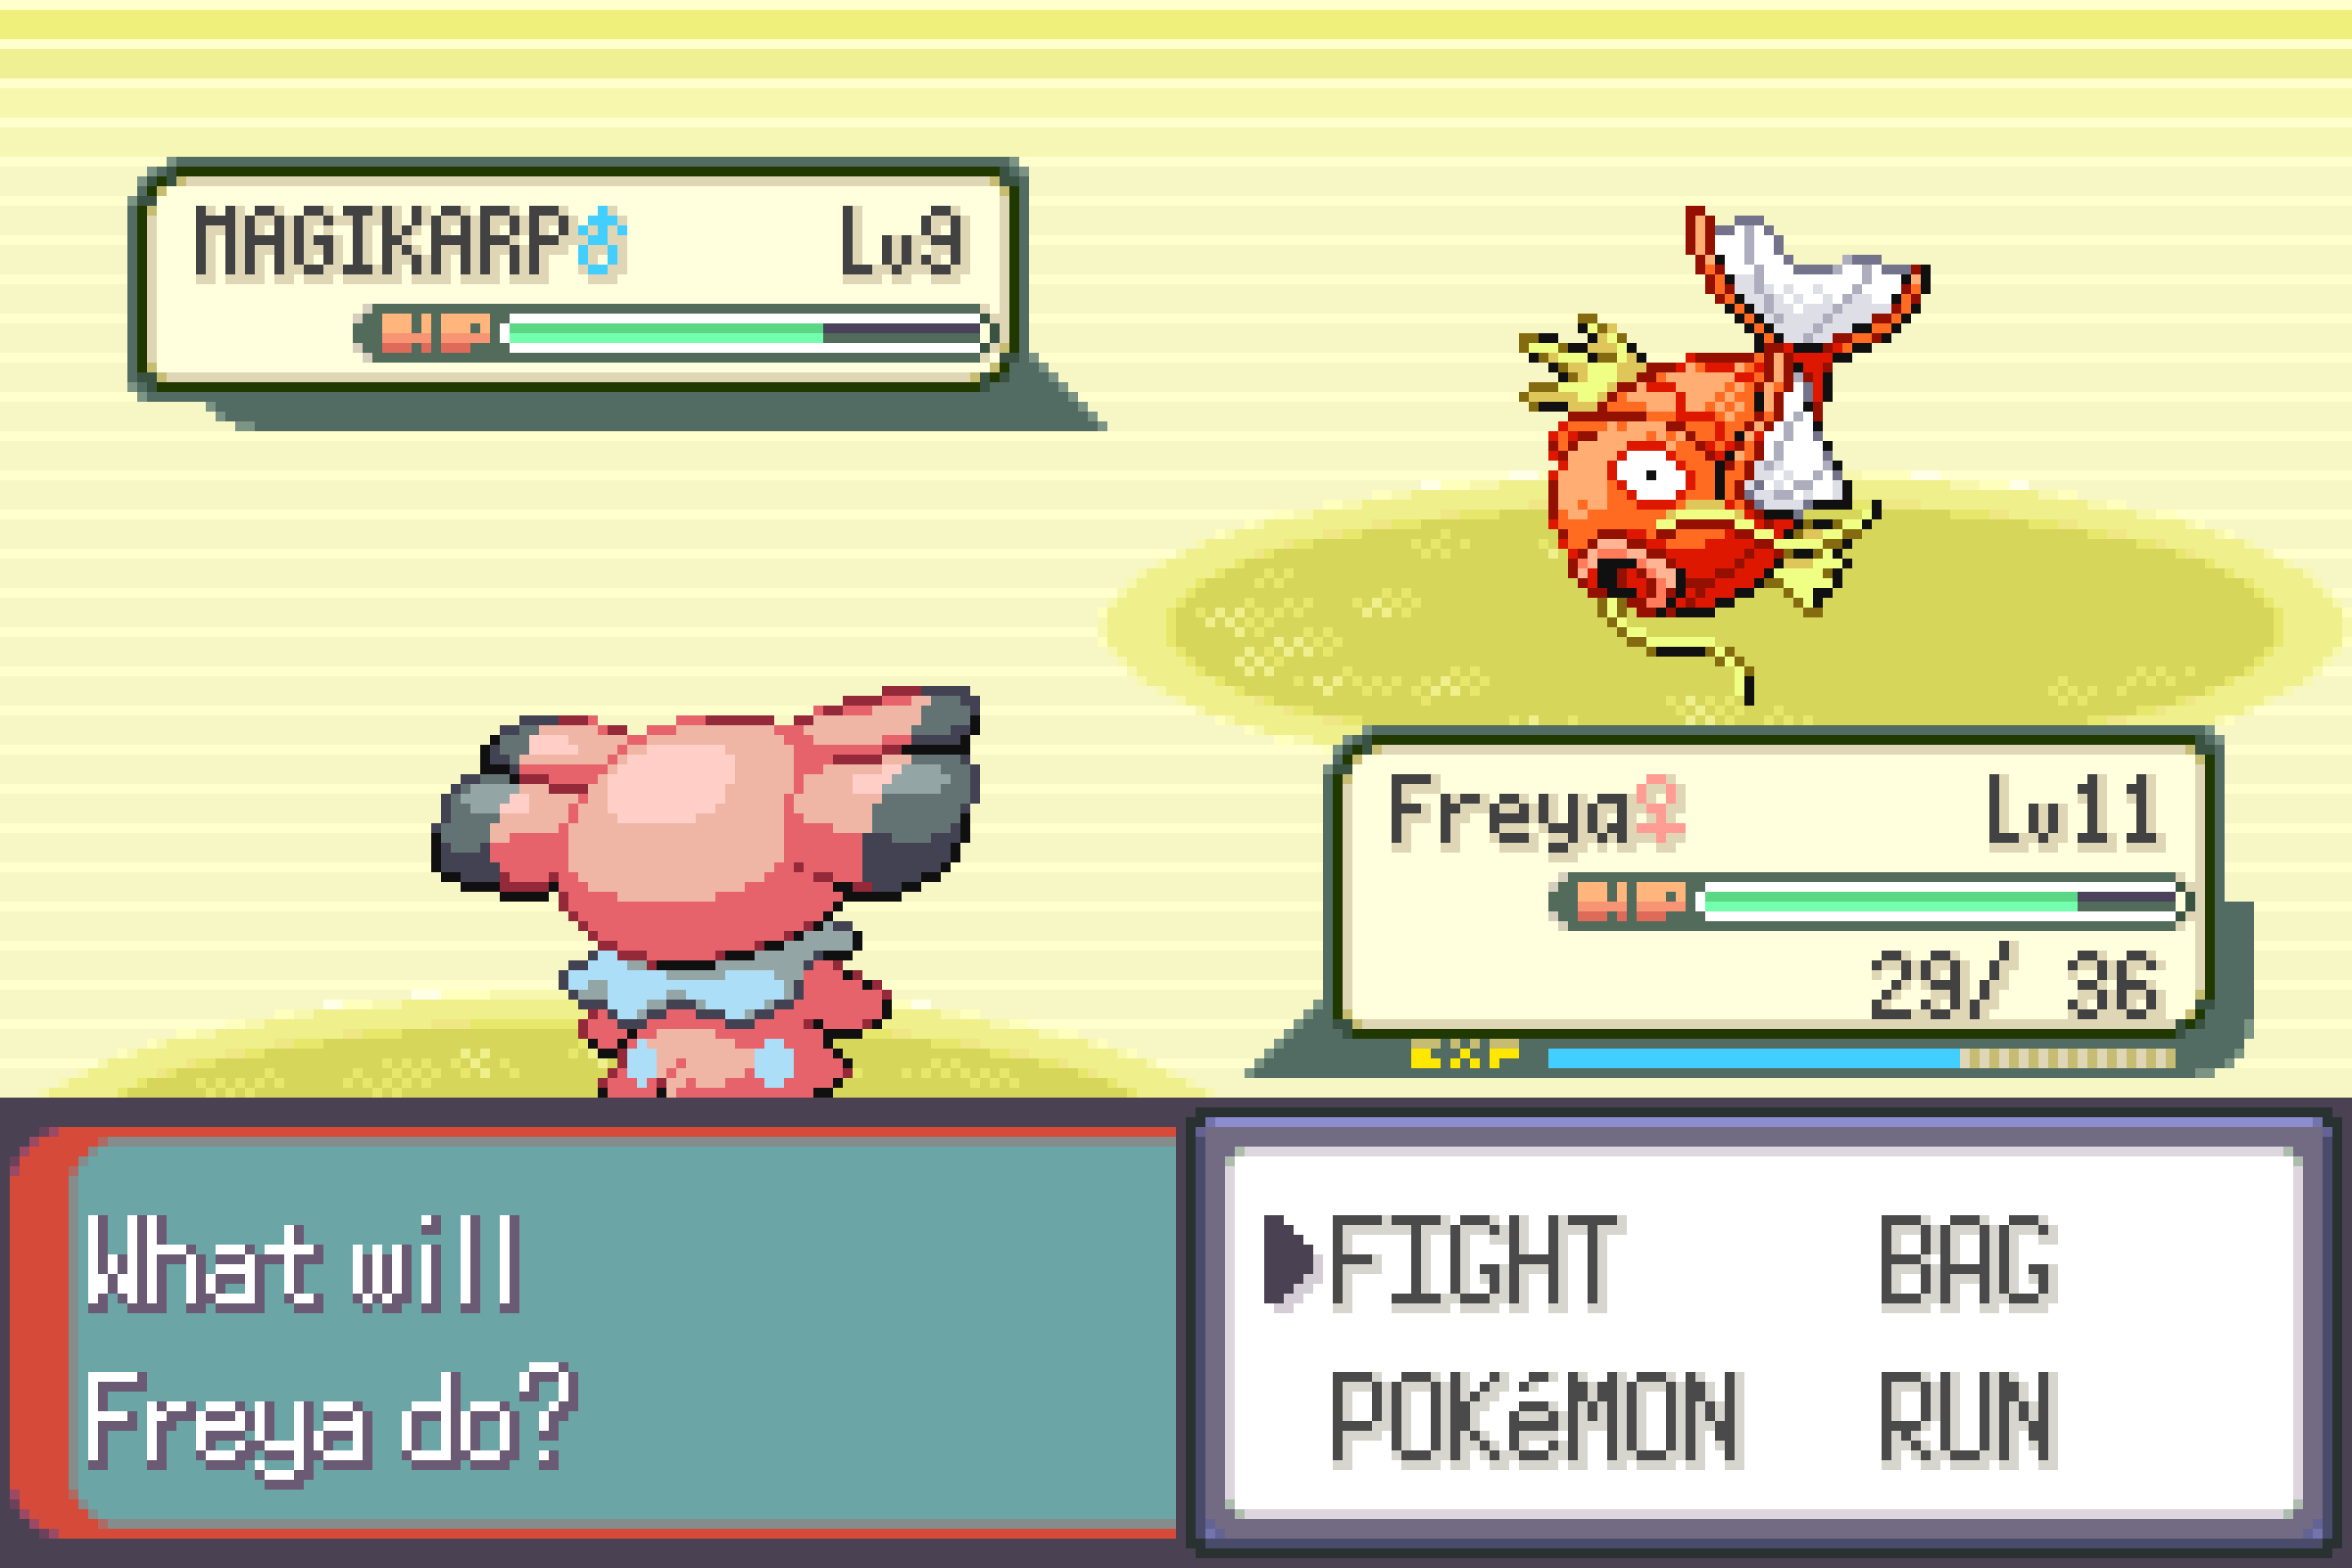 MAGIKARP♂ Lv9
HP
Freya♀ Lv11
HP
29/ 36
EXP
What will
Freya do?
FIGHT BAG
POKéMON RUN